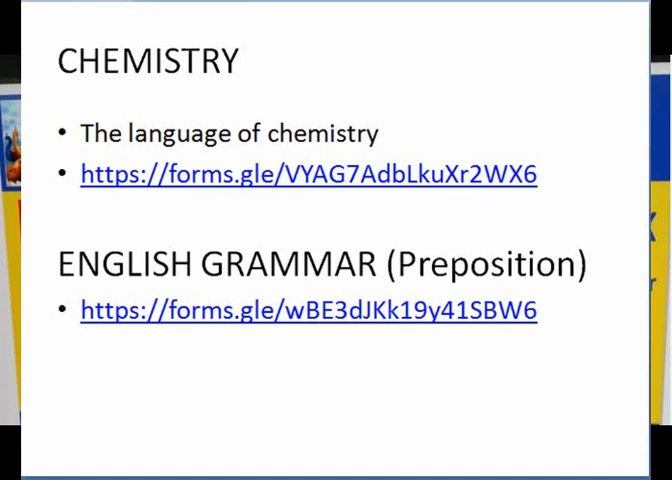 CHEMISTRY
• The language of chemistry
• https://forms.gle/VYAG7AdbLkuXr2WX6
ENGLISH GRAMMAR (Preposition)
• https://forms.gle/wBE3dJKk19y41SBW6